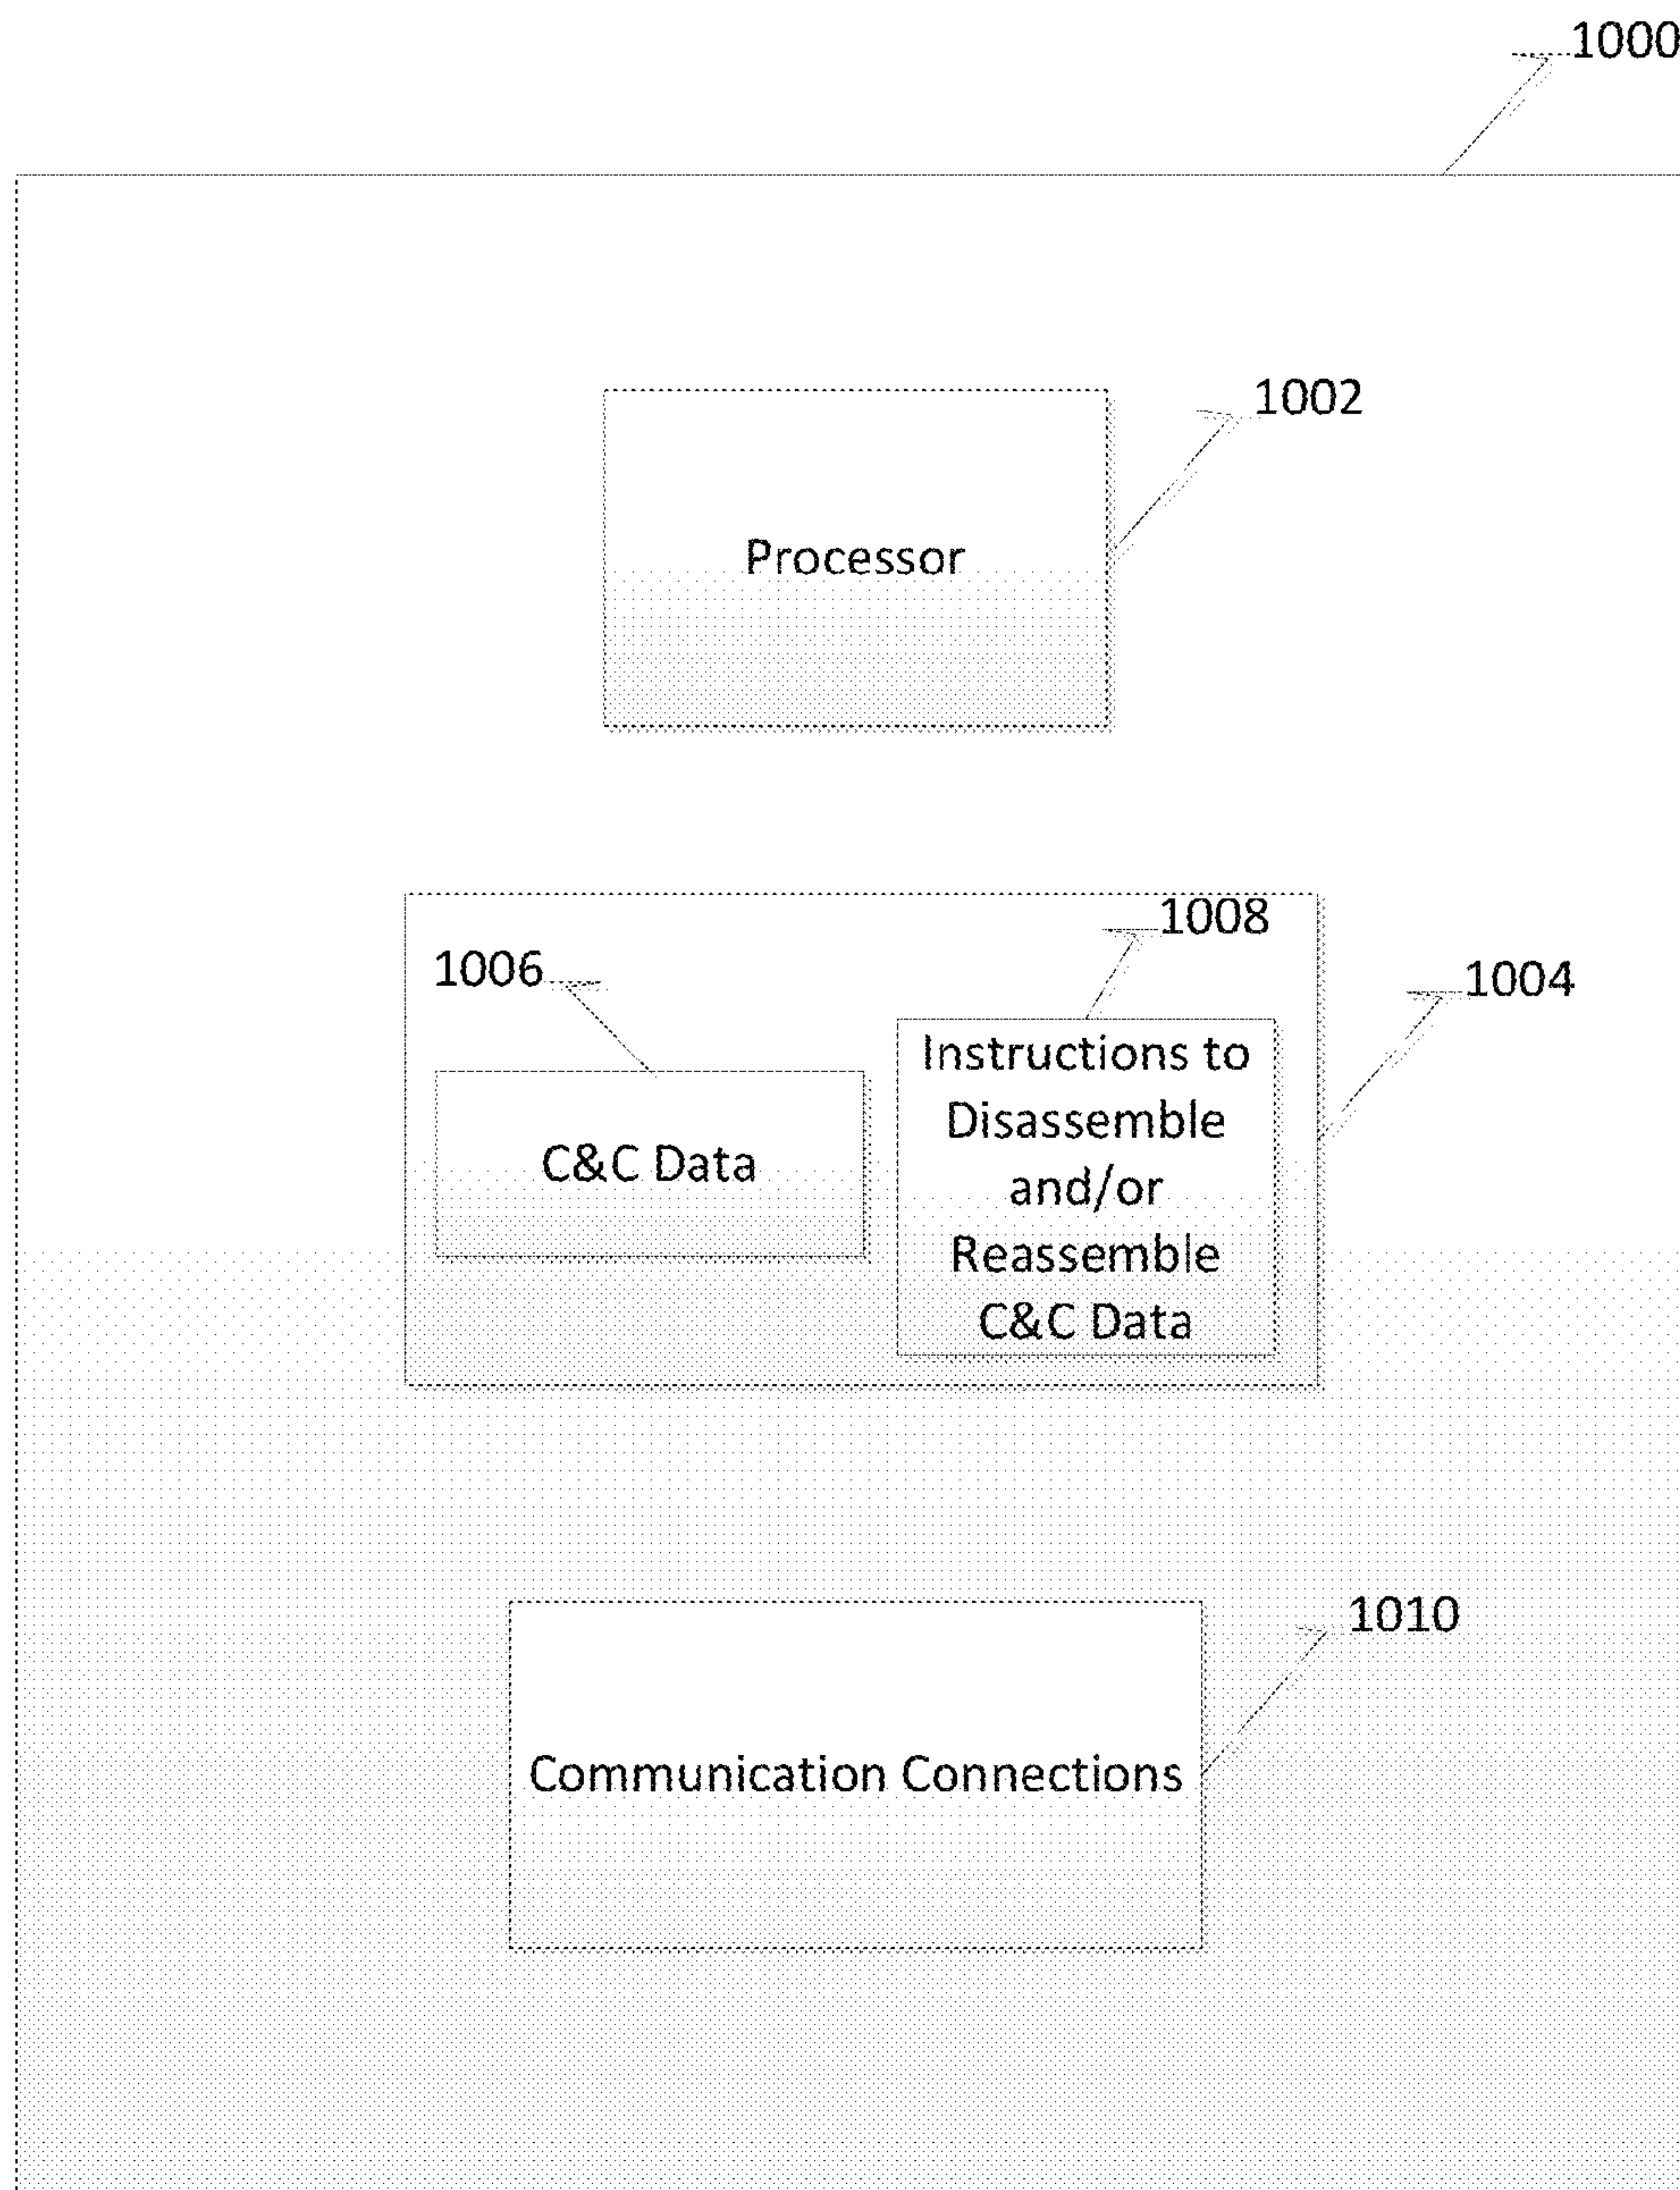 1000
1002
Processor
1008
1006
1004
Instructions to
Disassemble
and/or
Reassemble
C&C Data
C&C Data
1010
Communication Connections